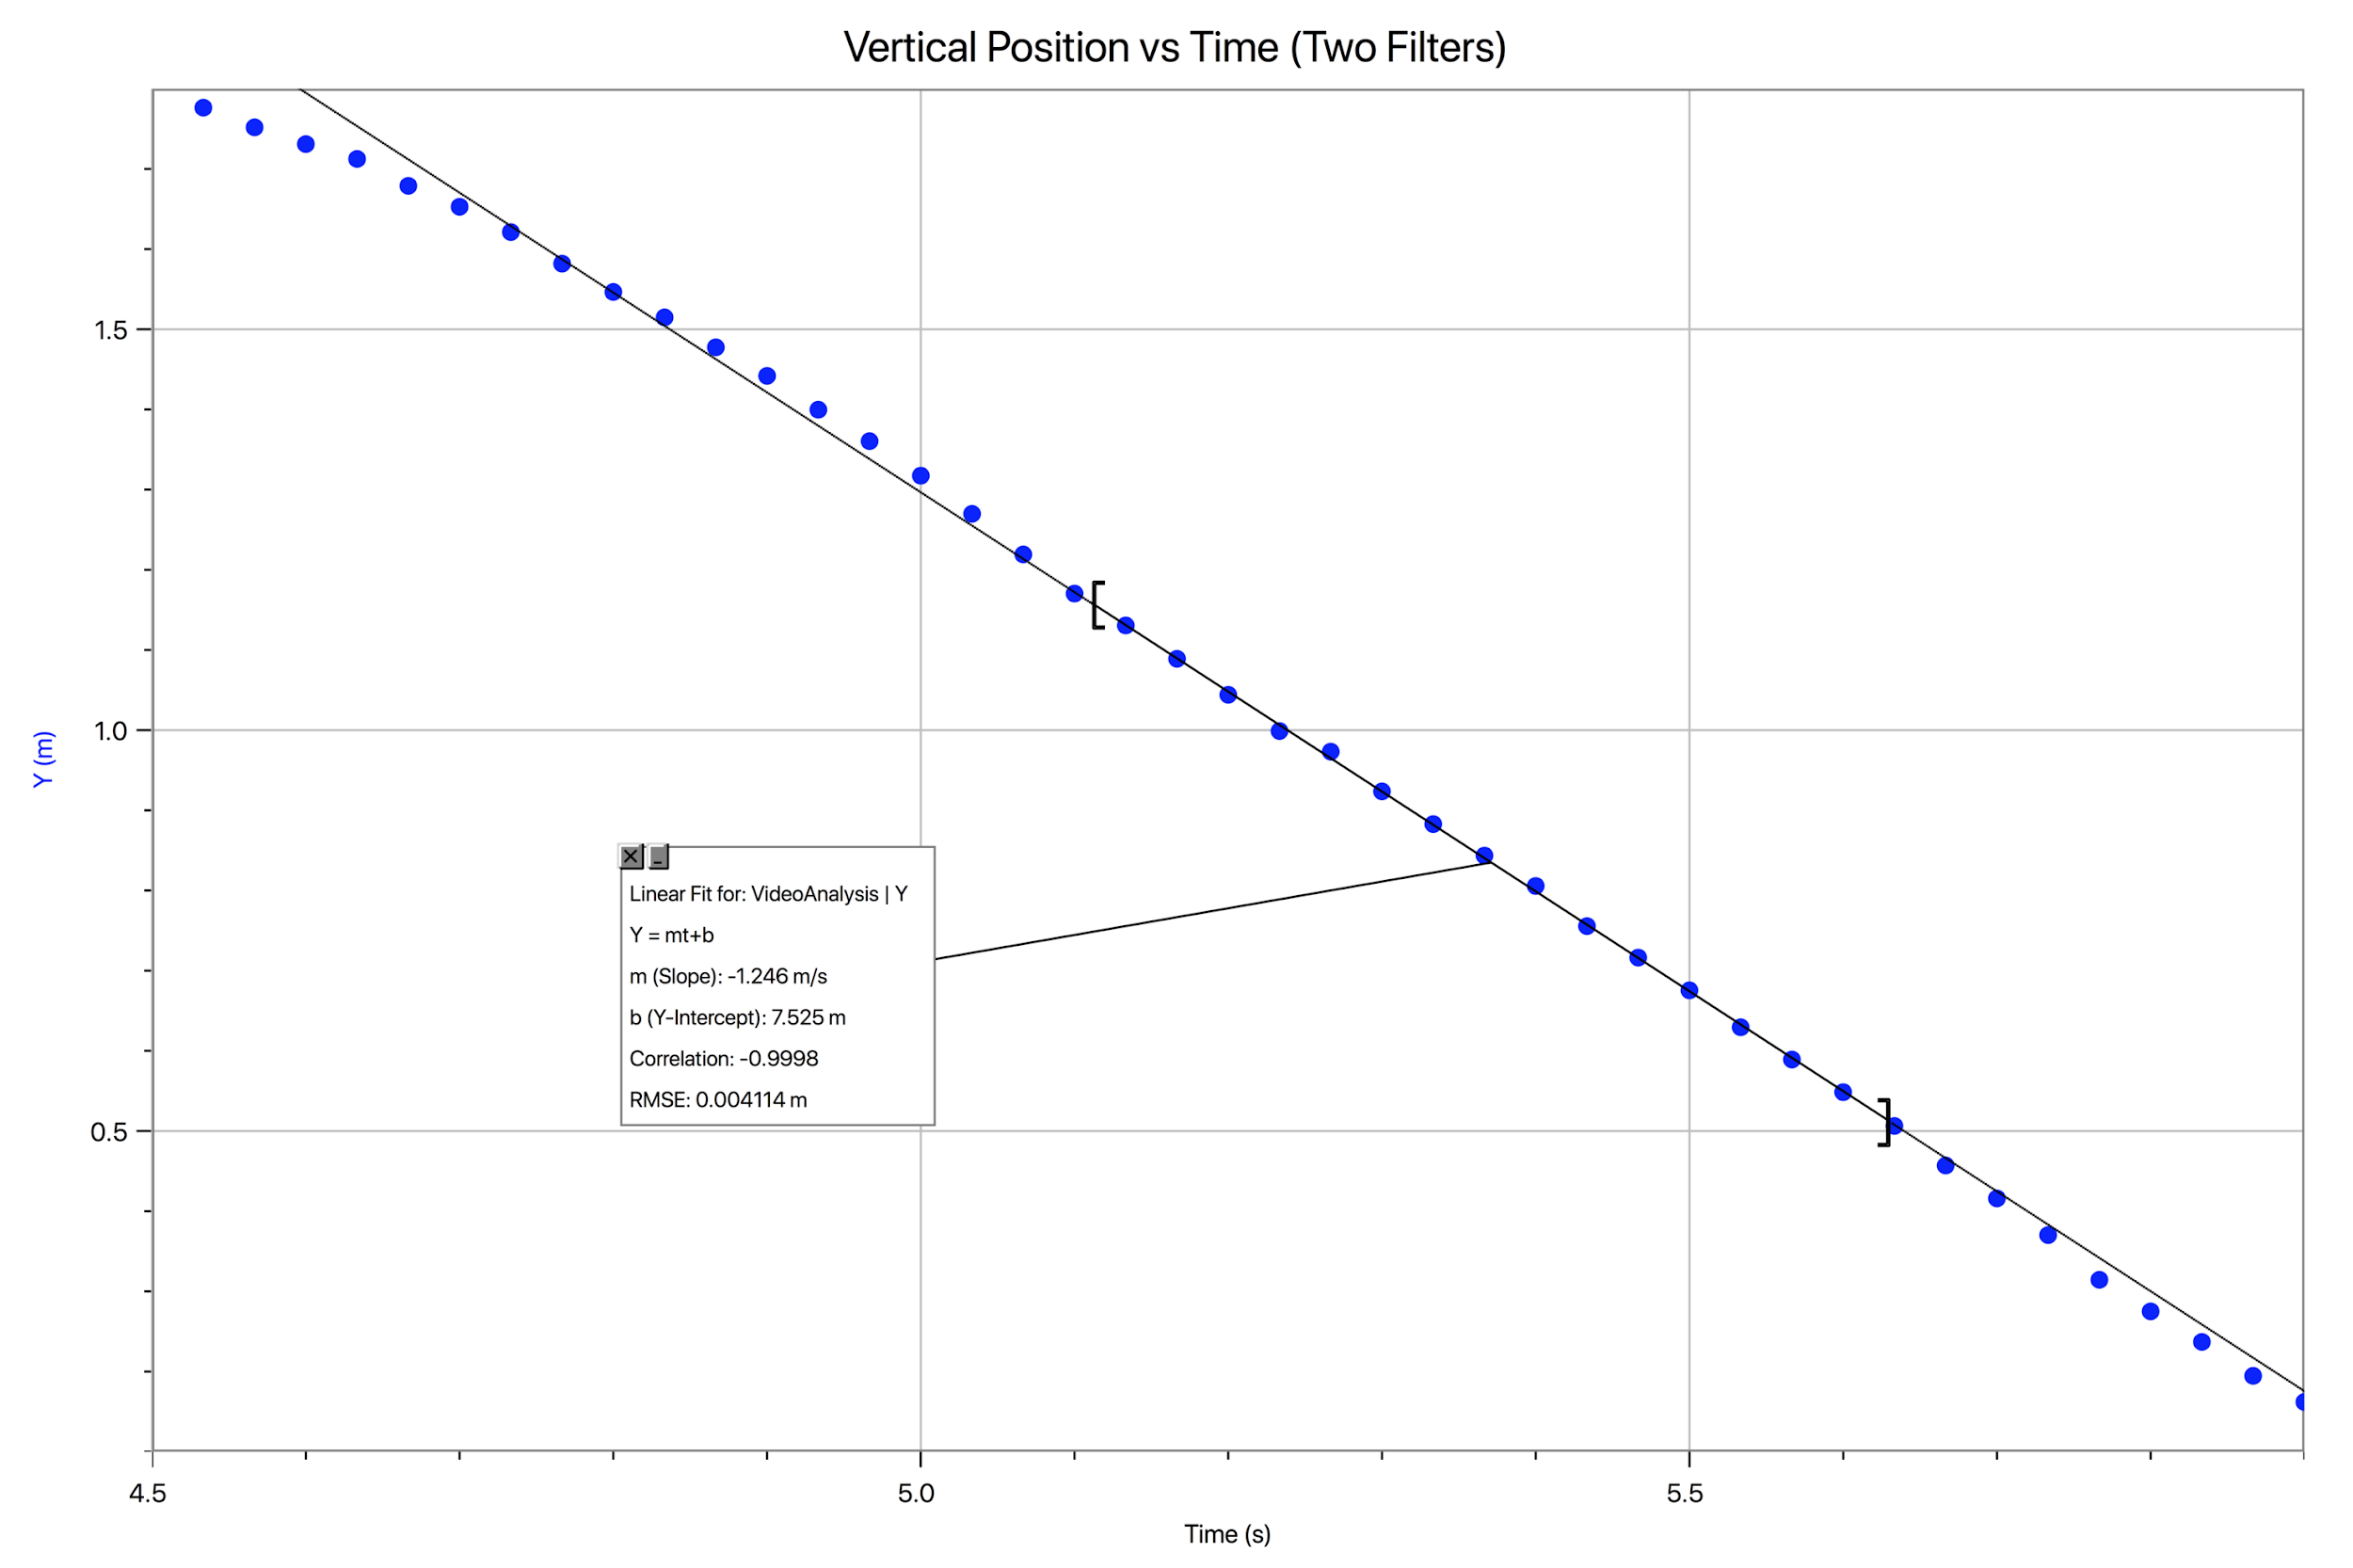 Vertical Position vs Time (Two Filters)
1.5
1.0
0.5
Y (m)
Linear Fit for: VideoAnalysis | Y
Y = mt+b
m (Slope): -1.246 m/s
b (Y-Intercept): 7.525 m
Correlation: -0.9998
RMSE: 0.004114 m
4.5 5.0 5.5
Time (s)